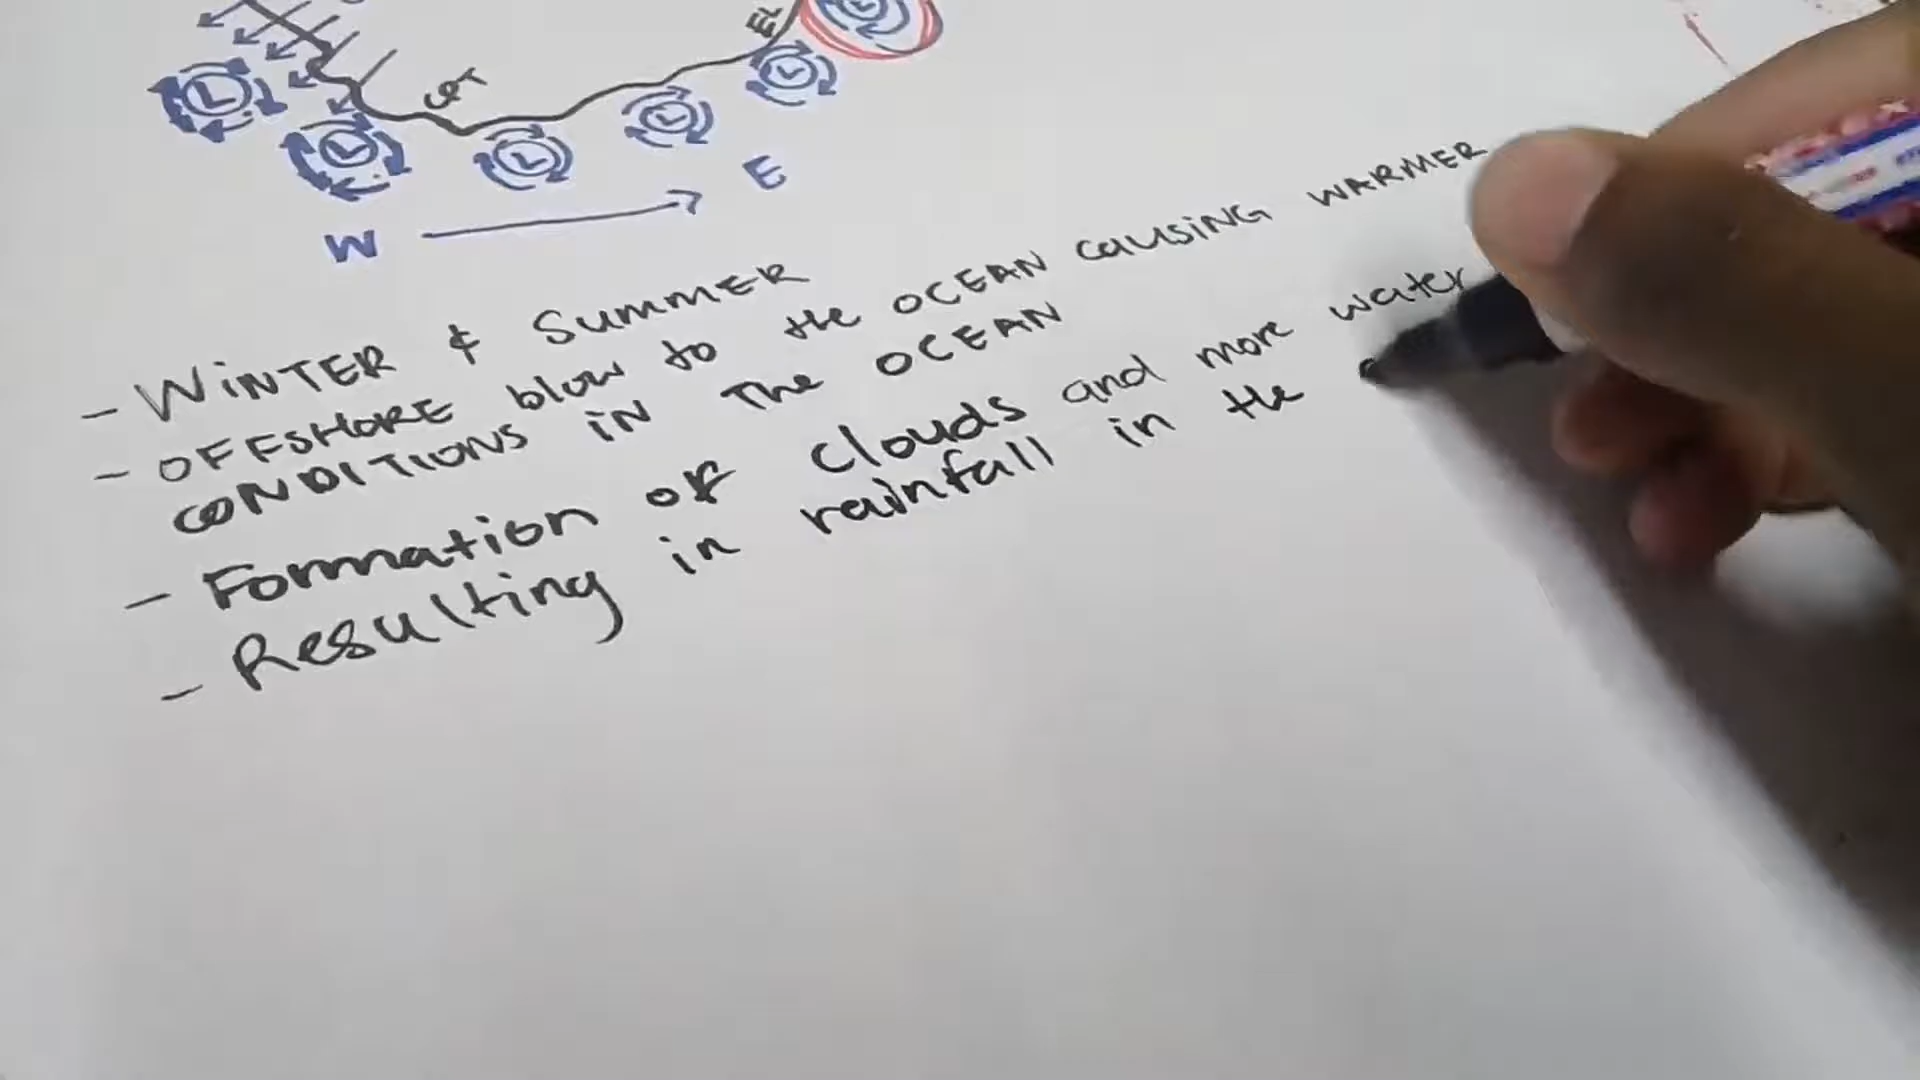 L
EL
L
L
CPT
L
L
L
E
W
- WINTER & SUMMER
- OFFSHORE blow to the OCEAN causing WARMER
CONDITIONS IN The OCEAN
- Formation of clouds and more water
- Resulting in rainfall in the